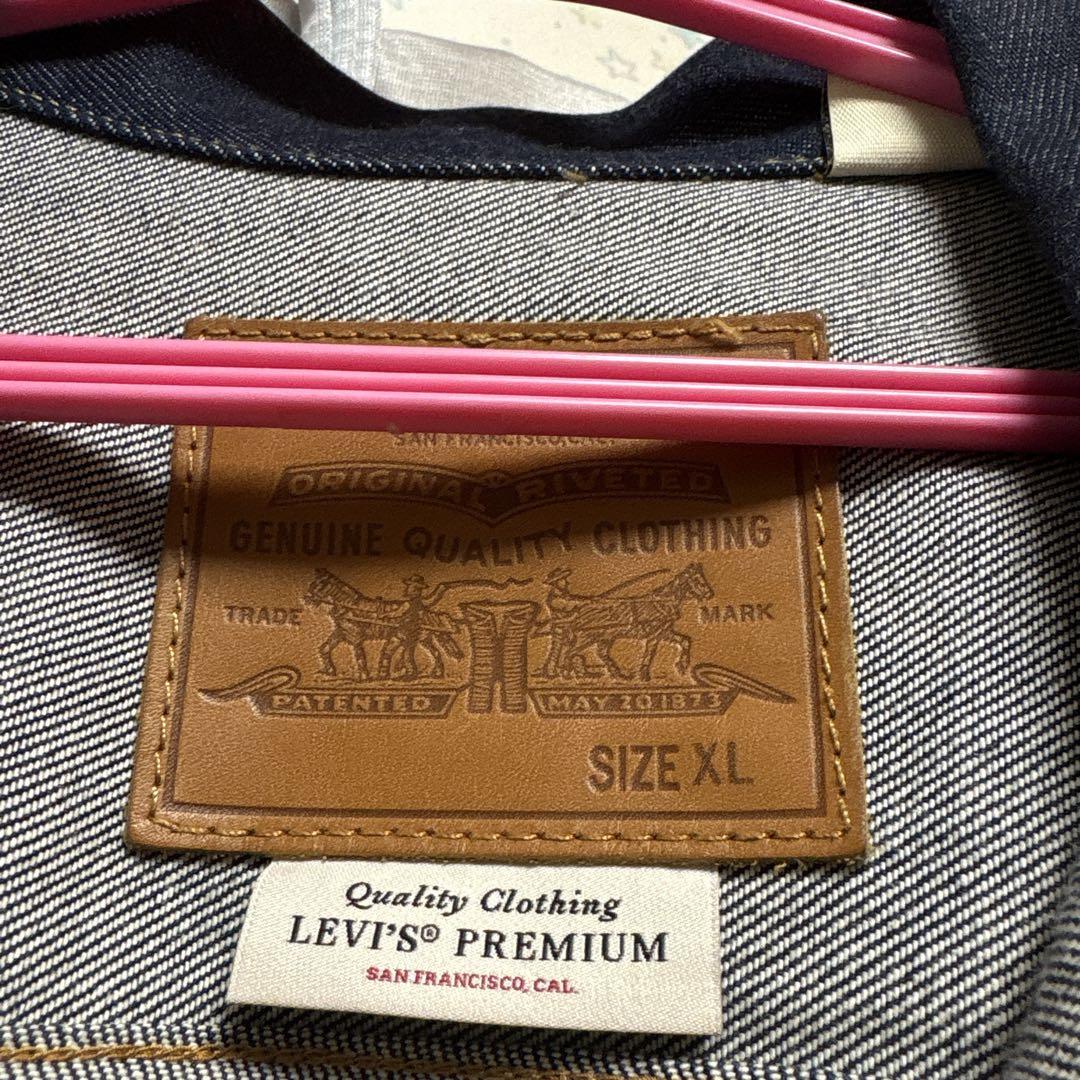 SAN FRANCISCO, CAL.
ORIGINAL RIVETED
GENUINE QUALITY CLOTHING
TRADE MARK
PATENTED MAY 20 1873
SIZE XL
Quality Clothing
LEVI'S® PREMIUM
SAN FRANCISCO, CAL.